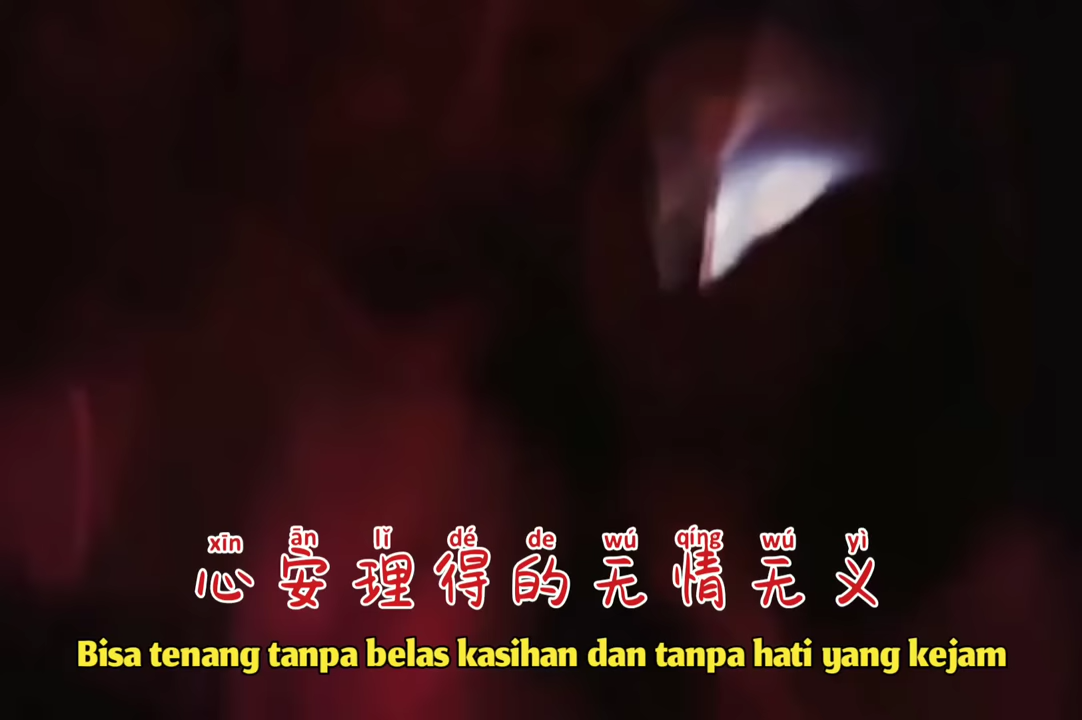 xīn ān lǐ dé de wú qíng wú yì
心安理得的无情无义
Bisa tenang tanpa belas kasihan dan tanpa hati yang kejam